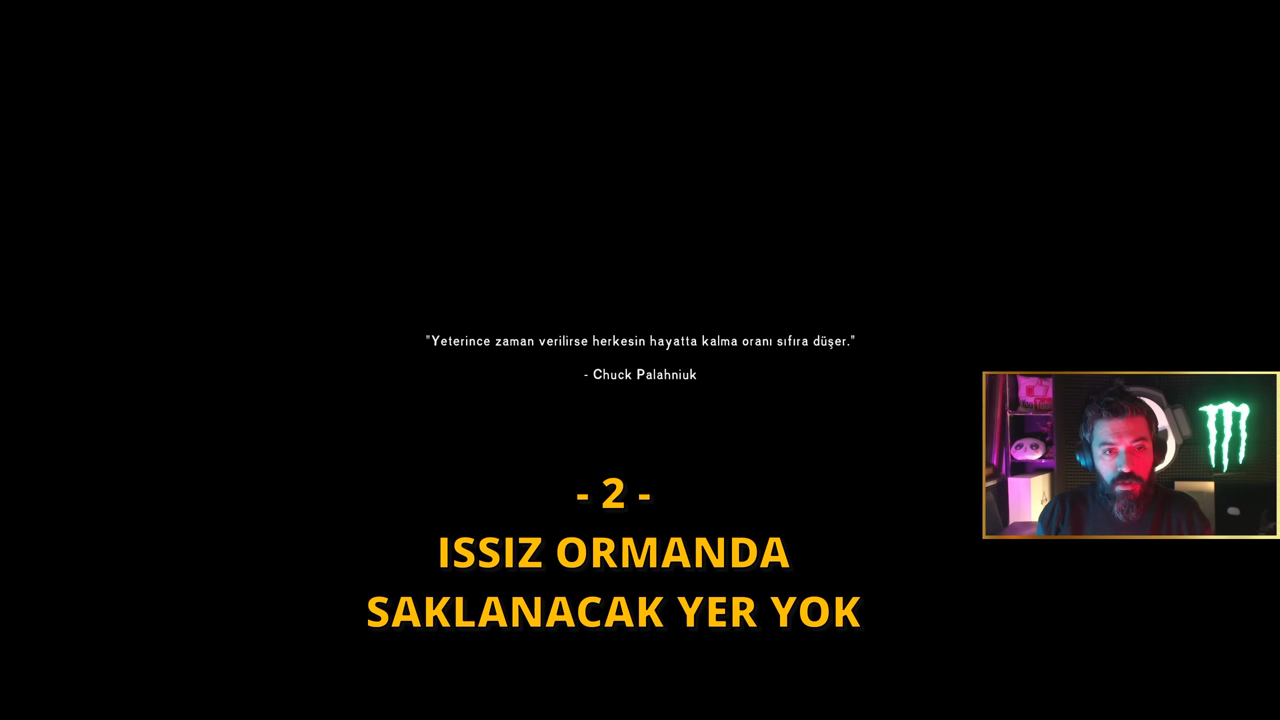 "Yeterince zaman verilirse herkesin hayatta kalma oranı sıfıra düşer."
- Chuck Palahniuk
- 2 -
ISSIZ ORMANDA
SAKLANACAK YER YOK